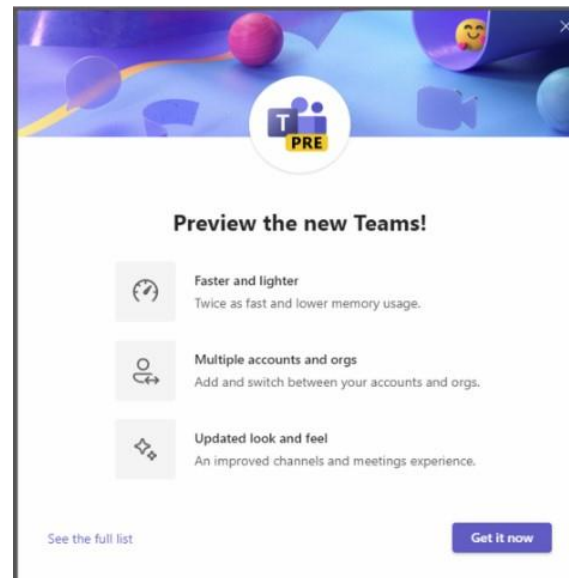 T
PRE
Preview the new Teams!
Faster and lighter
Twice as fast and lower memory usage.
Multiple accounts and orgs
Add and switch between your accounts and orgs.
Updated look and feel
An improved channels and meetings experience.
See the full list
Get it now